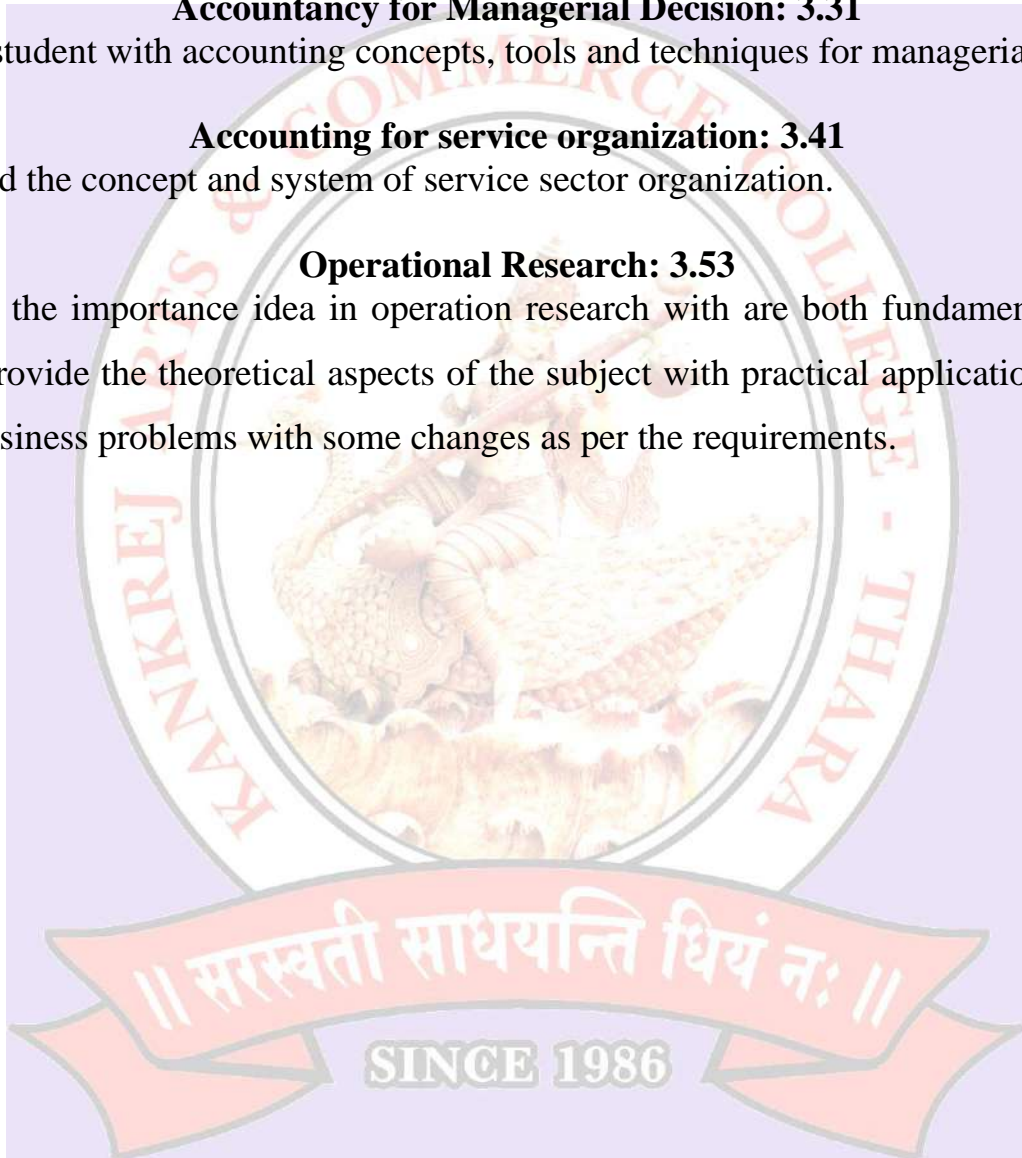 Accountancy for Managerial Decision: 3.31
student with accounting concepts, tools and techniques for manageria
Accounting for service organization: 3.41
d the concept and system of service sector organization.
Operational Research: 3.53
the importance idea in operation research with are both fundamen
rovide the theoretical aspects of the subject with practical applicatio
siness problems with some changes as per the requirements.
KANKREJ ARTS & COMMERCE COLLEGE - THARA
॥ सरस्वती साधयन्ति धियं नः ॥
SINCE 1986